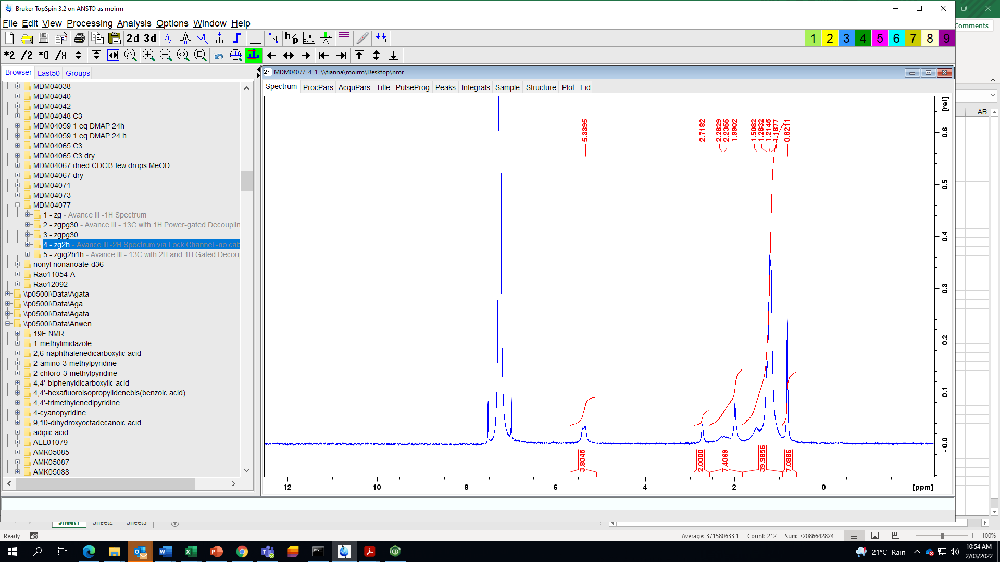 Bruker TopSpin 3.2 on ANSTO as moirm
File Edit View Processing Analysis Options Window Help
Comments
2d 3d
h/p
1 2 3 4 5 6 7 8 9
*2 /2 *8 /8
Browser Last50 Groups
MDM04038
MDM04040
MDM04042
MDM04048 C3
MDM04059 1 eq DMAP 24h
MDM04059 1 eq DMAP 24 h
MDM04065 C3
MDM04065 C3 dry
MDM04067 dried CDCl3 few drops MeOD
MDM04067 dry
MDM04071
MDM04073
MDM04077
1 - zg - Avance III -1H Spectrum
2 - zgpg30 - Avance III - 13C with 1H Power-gated Decouplin
3 - zgpg30
4 - zg2h - Avance III -2H Spectrum via Lock Channel -no cab
5 - zgig2h1h - Avance III - 13C with 2H and 1H Gated Decou
nonyl nonanoate-d36
Rao11054-A
Rao12092
\\p0500l\Data\Agata
\\p0500l\Data\Aga
\\p0500l\Data\Agata
\\p0500l\Data\Anwen
19F NMR
1-methylimidazole
2,6-naphthalenedicarboxylic acid
2-amino-3-methylpyridine
2-chloro-3-methylpyridine
4,4'-biphenyldicarboxylic acid
4,4'-hexafluoroisopropylidenebis(benzoic acid)
4,4'-trimethylenedipyridine
4-cyanopyridine
9,10-dihydroxyoctadecanoic acid
adipic acid
AEL01079
AMK05085
AMK05087
AMK05088
27 MDM04077 4 1 \\fianna\moirm\Desktop\nmr
Spectrum ProcPars AcquPars Title PulseProg Peaks Integrals Sample Structure Plot Fid
5.3395
2.7182
2.2829
2.2355
1.9902
1.5082
1.2832
1.2145
1.1877
0.8211
[rel]
0.6
0.5
0.4
0.3
0.2
0.1
- 0.0
3.8045
2.0000
7.4069
39.9856
7.0886
12 10 8 6 4 2 0 [ppm]
AB
Sheet1 Sheet2 Sheet3
Ready
Average: 371580633.1 Count: 212 Sum: 72086642824
100%
21°C Rain
10:54 AM
2/03/2022